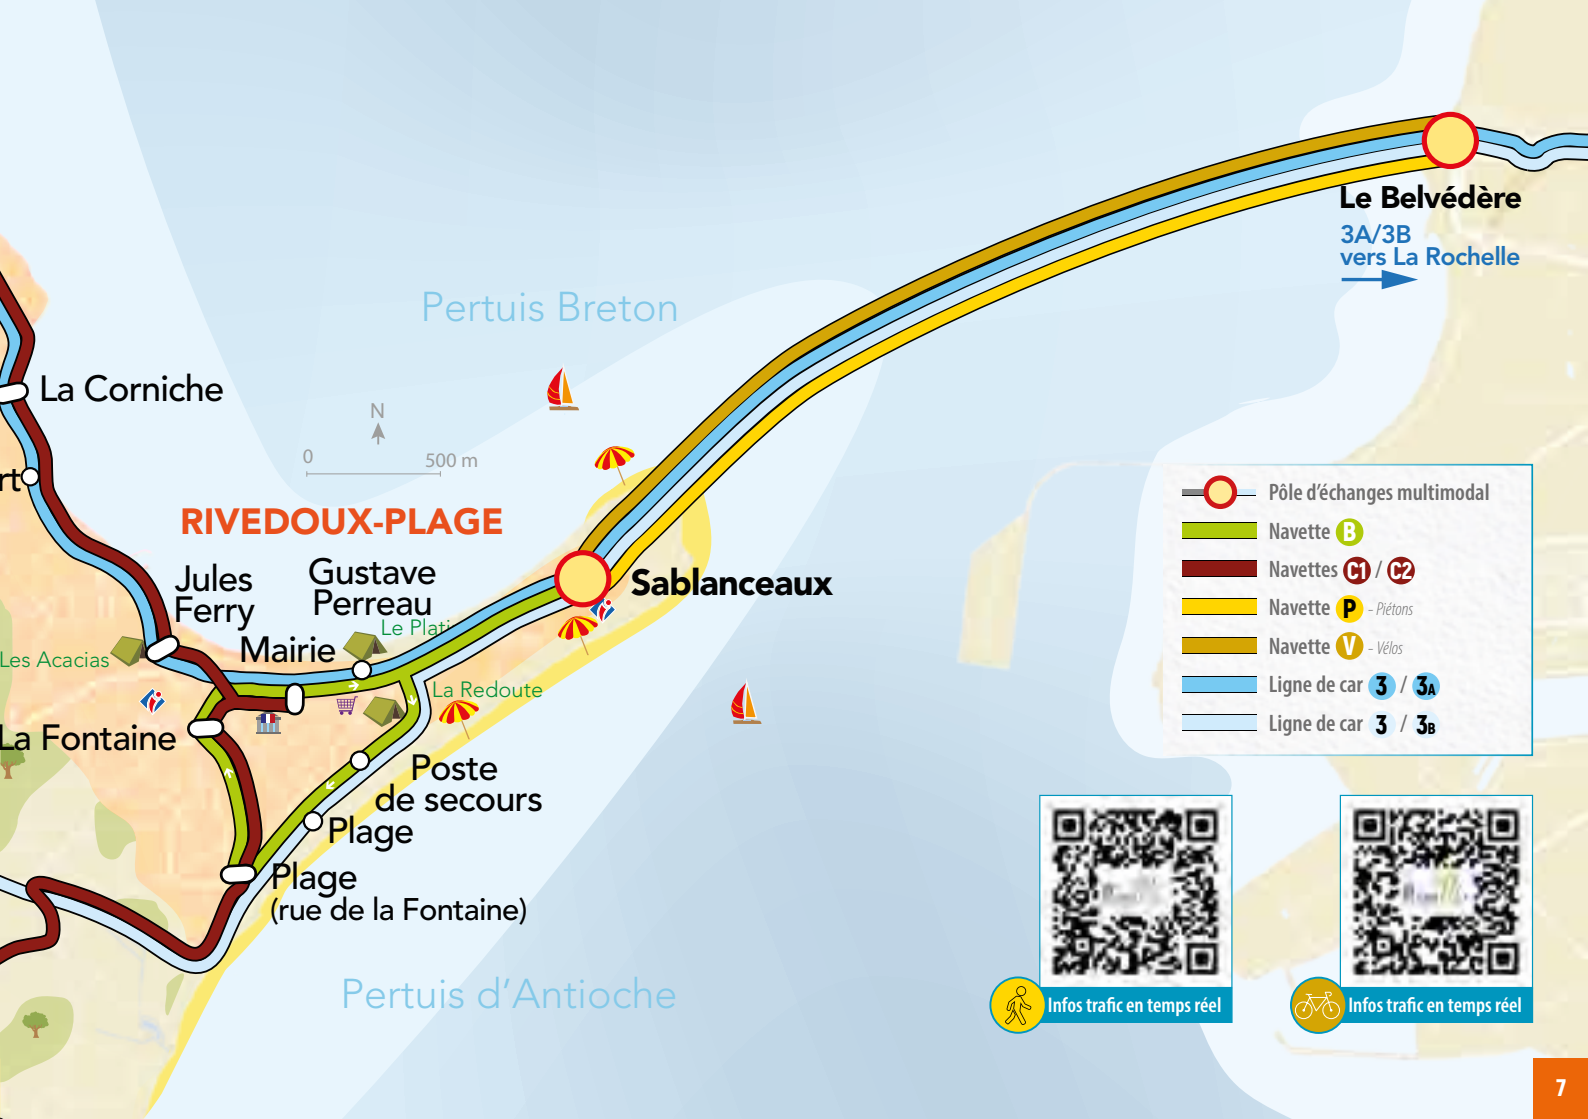 Le Belvédère
3A/3B
vers La Rochelle
Pertuis Breton
La Corniche
N
0 500 m
rt
RIVEDOUX-PLAGE
Jules
Ferry
Gustave
Perreau
Le Plati
Sablanceaux
Mairie
Les Acacias
La Redoute
La Fontaine
Poste
de secours
Plage
Plage
(rue de la Fontaine)
Pertuis d'Antioche
Pôle d'échanges multimodal
Navette B
Navettes C1 / C2
Navette P - Piétons
Navette V - Vélos
Ligne de car 3 / 3A
Ligne de car 3 / 3B
Infos trafic en temps réel
Infos trafic en temps réel
7